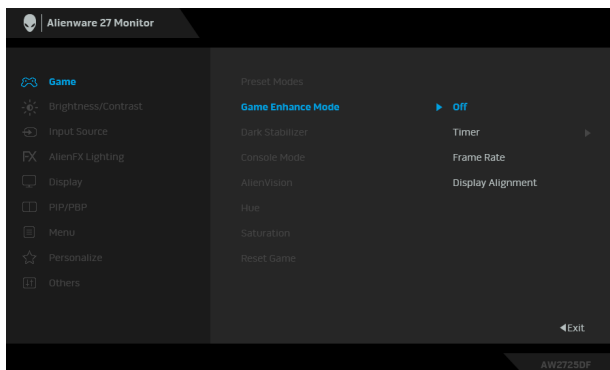 Alienware 27 Monitor
Game
Brightness/Contrast
Input Source
AlienFX Lighting
Display
PIP/PBP
Menu
Personalize
Others
Preset Modes
Game Enhance Mode
Dark Stabilizer
Console Mode
AlienVision
Hue
Saturation
Reset Game
Off
Timer
Frame Rate
Display Alignment
Exit
AW2725DF